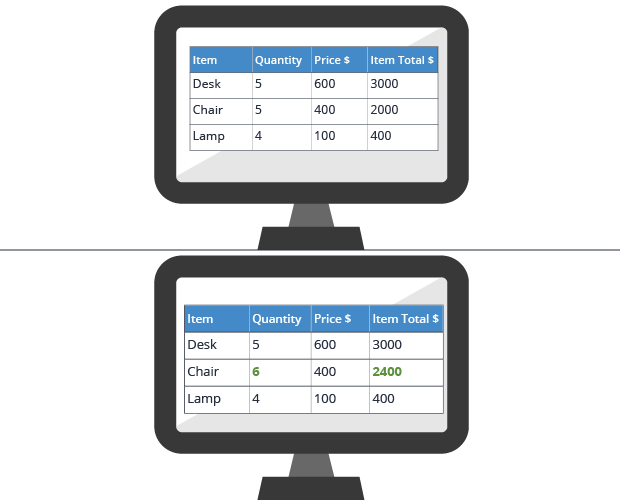 Item Quantity Price $ Item Total $
Desk 5 600 3000
Chair 5 400 2000
Lamp 4 100 400
Item Quantity Price $ Item Total $
Desk 5 600 3000
Chair 6 400 2400
Lamp 4 100 400